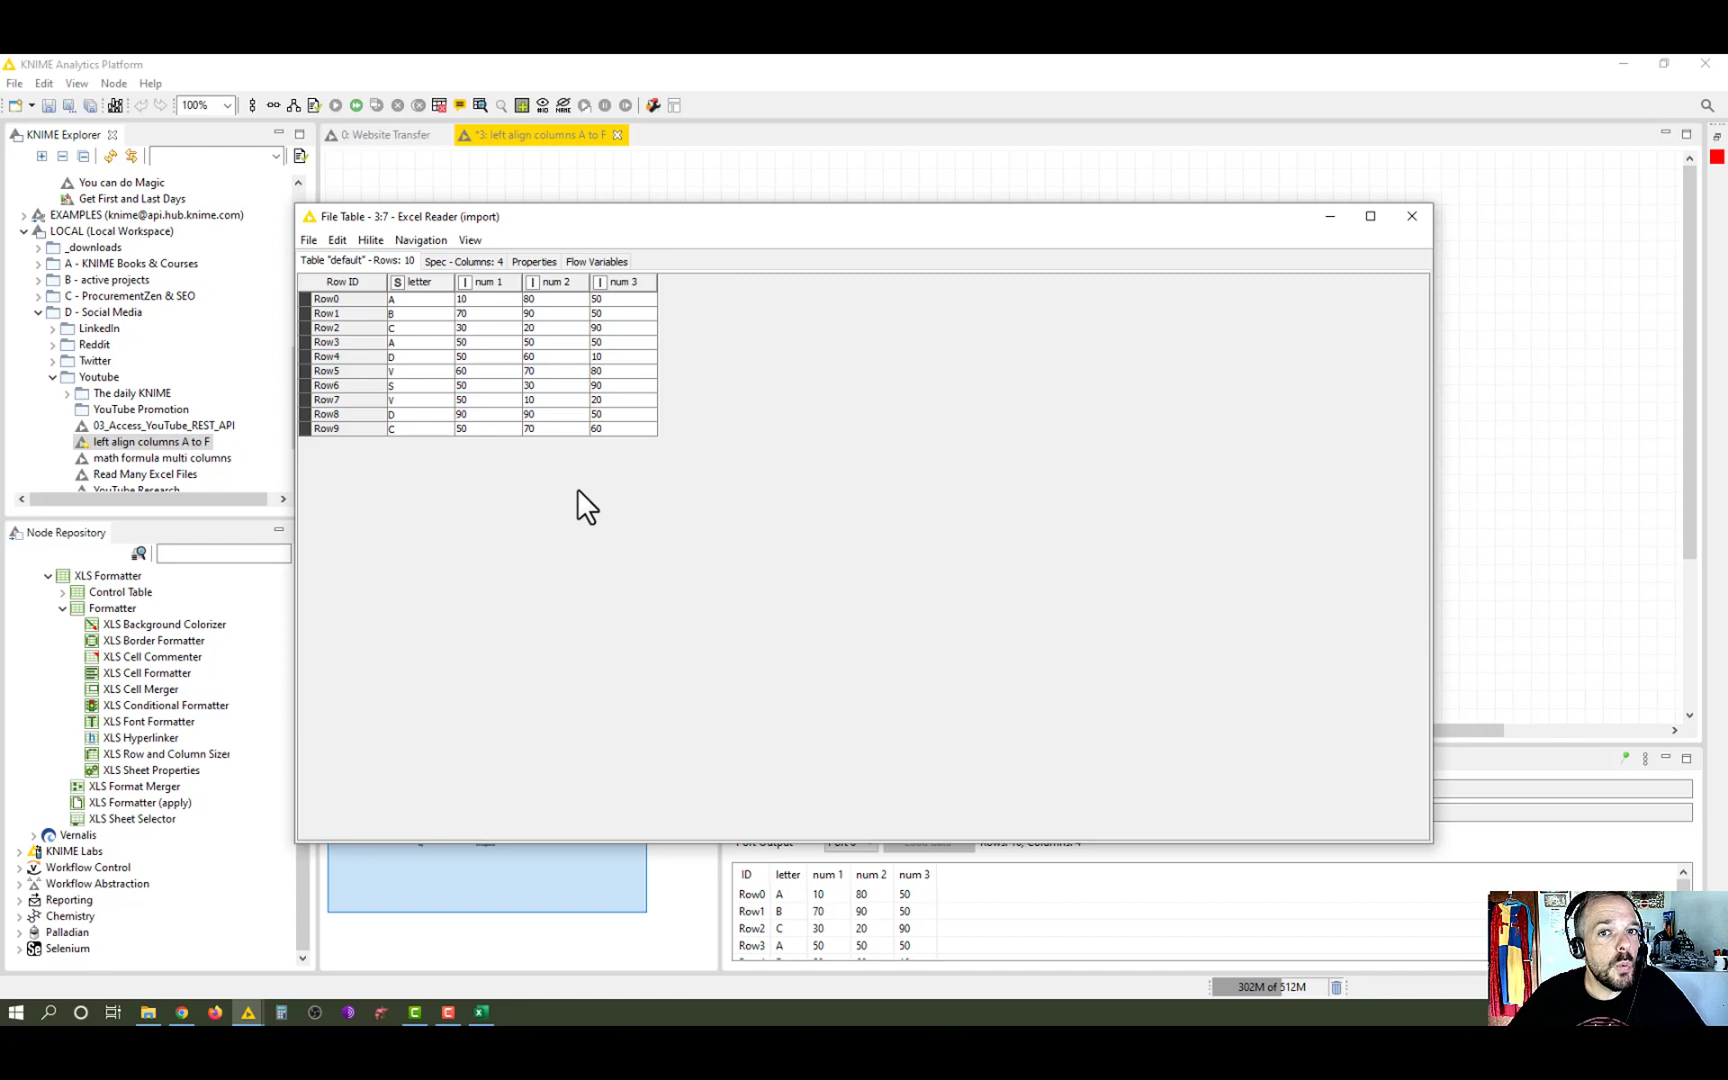 KNIME Analytics Platform
File Edit View Node Help
100%
KNIME Explorer
0: Website Transfer
*3: left align columns A to F
You can do Magic
Get First and Last Days
EXAMPLES (knime@api.hub.knime.com)
LOCAL (Local Workspace)
_downloads
A - KNIME Books & Courses
B - active projects
C - ProcurementZen & SEO
D - Social Media
LinkedIn
Reddit
Twitter
Youtube
The daily KNIME
YouTube Promotion
03_Access_YouTube_REST_API
left align columns A to F
math formula multi columns
Read Many Excel Files
YouTube Research
Node Repository
XLS Formatter
Control Table
Formatter
XLS Background Colorizer
XLS Border Formatter
XLS Cell Commenter
XLS Cell Formatter
XLS Cell Merger
XLS Conditional Formatter
XLS Font Formatter
XLS Hyperlinker
XLS Row and Column Sizer
XLS Sheet Properties
XLS Format Merger
XLS Formatter (apply)
XLS Sheet Selector
Vernalis
KNIME Labs
Workflow Control
Workflow Abstraction
Reporting
Chemistry
Palladian
Selenium
File Table - 3:7 - Excel Reader (import)
File Edit Hilite Navigation View
Table "default" - Rows: 10 Spec - Columns: 4 Properties Flow Variables
Row ID S letter I num 1 I num 2 I num 3
Row0 A 10 80 50
Row1 B 70 90 50
Row2 C 30 20 90
Row3 A 50 50 50
Row4 D 50 60 10
Row5 V 60 70 80
Row6 S 50 30 90
Row7 V 50 10 20
Row8 D 90 90 50
Row9 C 50 70 60
ID letter num 1 num 2 num 3
Row0 A 10 80 50
Row1 B 70 90 50
Row2 C 30 20 90
Row3 A 50 50 50
302M of 512M